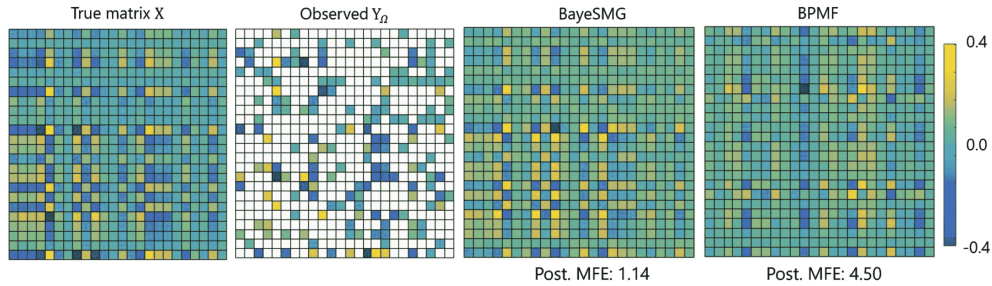 True matrix X
Observed Y_Ω
BayeSMG
BPMF
0.4
0.0
-0.4
Post. MFE: 1.14
Post. MFE: 4.50